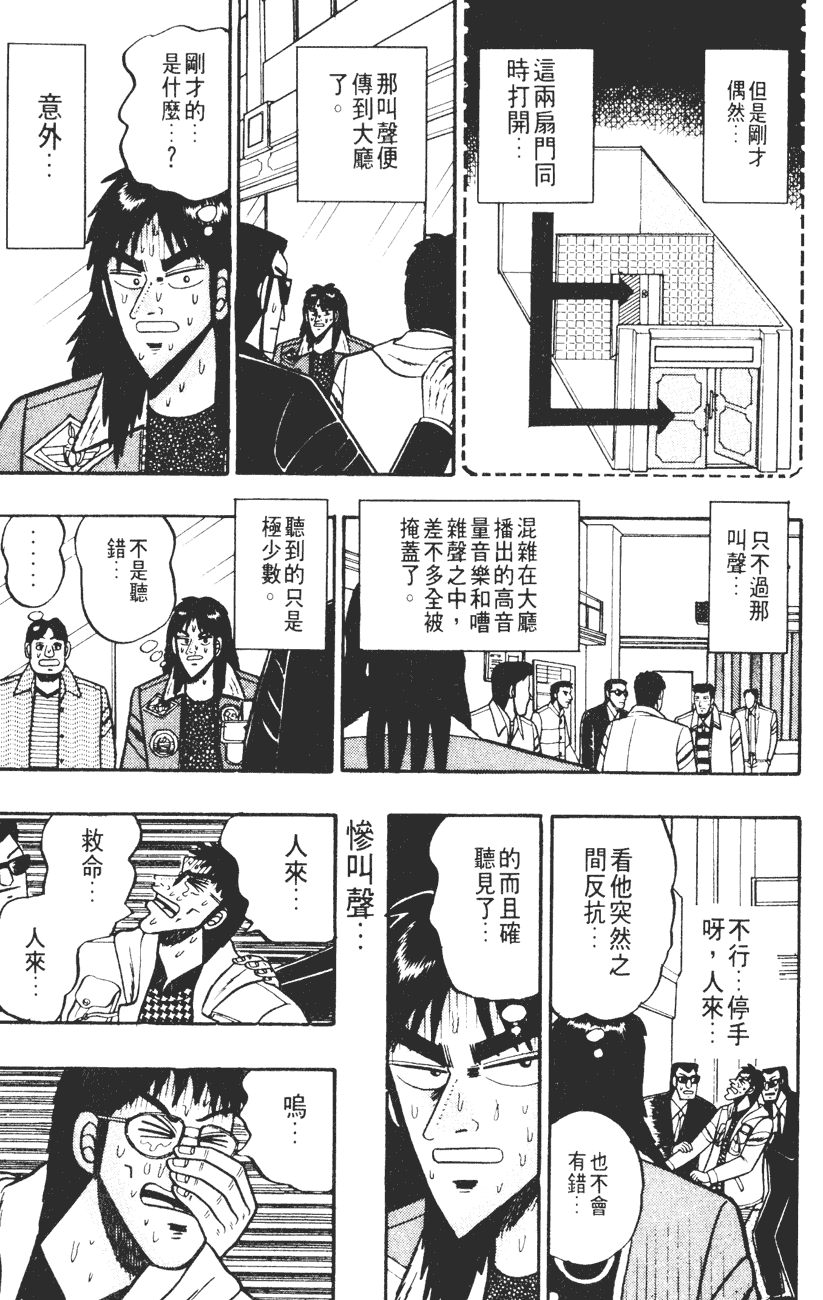 但是剛才
偶然⋯
這兩扇門同
時打開⋯
那叫聲便
傳到大廳
了。
剛才的⋯
是什麼⋯?
意外⋯
只不過那
叫聲⋯
混雜在大廳
播出的高音
量音樂和嘈
雜聲之中，
差不多全被
掩蓋了。
聽到的只是
極少數。
不是聽
錯⋯
⋯⋯
看他突然之
間反抗⋯
不行⋯停手
呀，人來⋯
也不會
有錯⋯
的而且確
聽見了⋯
慘叫聲⋯
人來⋯
救命⋯
人來⋯
嗚⋯